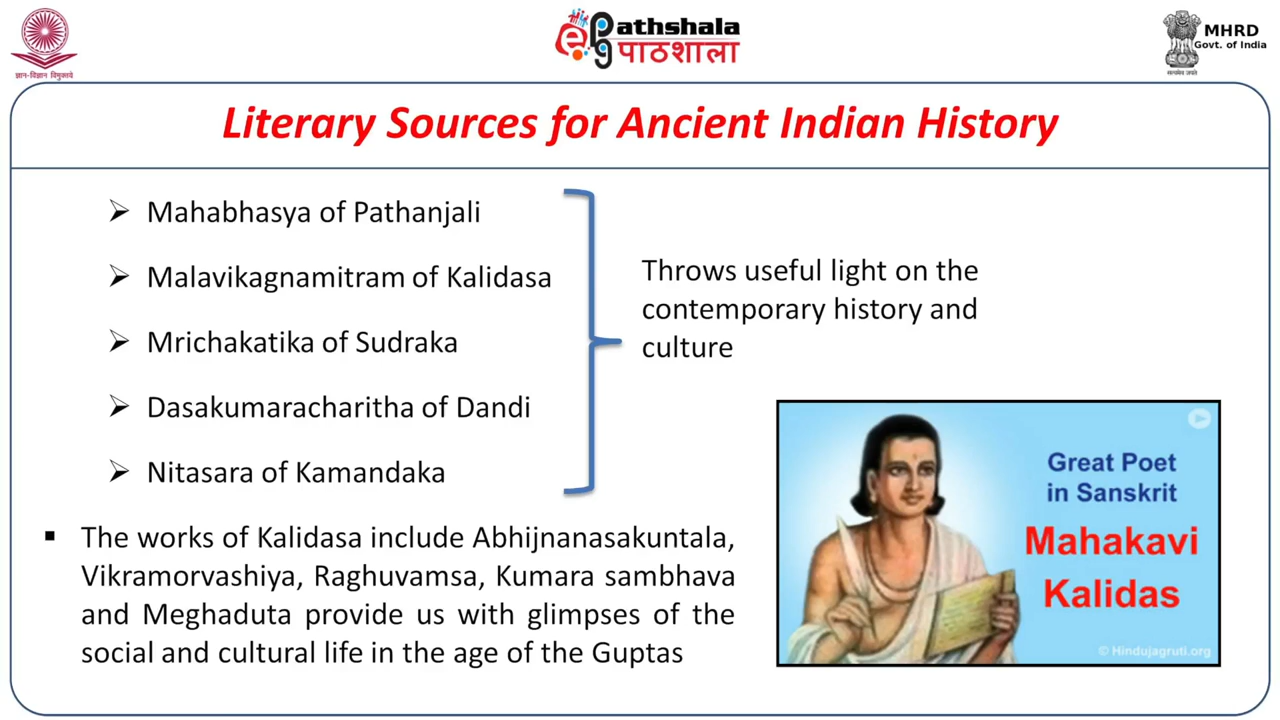 ज्ञान-विज्ञान विमुक्तये
ePathshala
पाठशाला
सत्यमेव जयते
MHRD
Govt. of India
Literary Sources for Ancient Indian History
➢ Mahabhasya of Pathanjali
➢ Malavikagnamitram of Kalidasa
➢ Mrichakatika of Sudraka
➢ Dasakumaracharitha of Dandi
➢ Nitasara of Kamandaka
Throws useful light on the
contemporary history and
culture
▪ The works of Kalidasa include Abhijnanasakuntala,
Vikramorvashiya, Raghuvamsa, Kumara sambhava
and Meghaduta provide us with glimpses of the
social and cultural life in the age of the Guptas
Great Poet
in Sanskrit
Mahakavi
Kalidas
© Hindujagruti.org